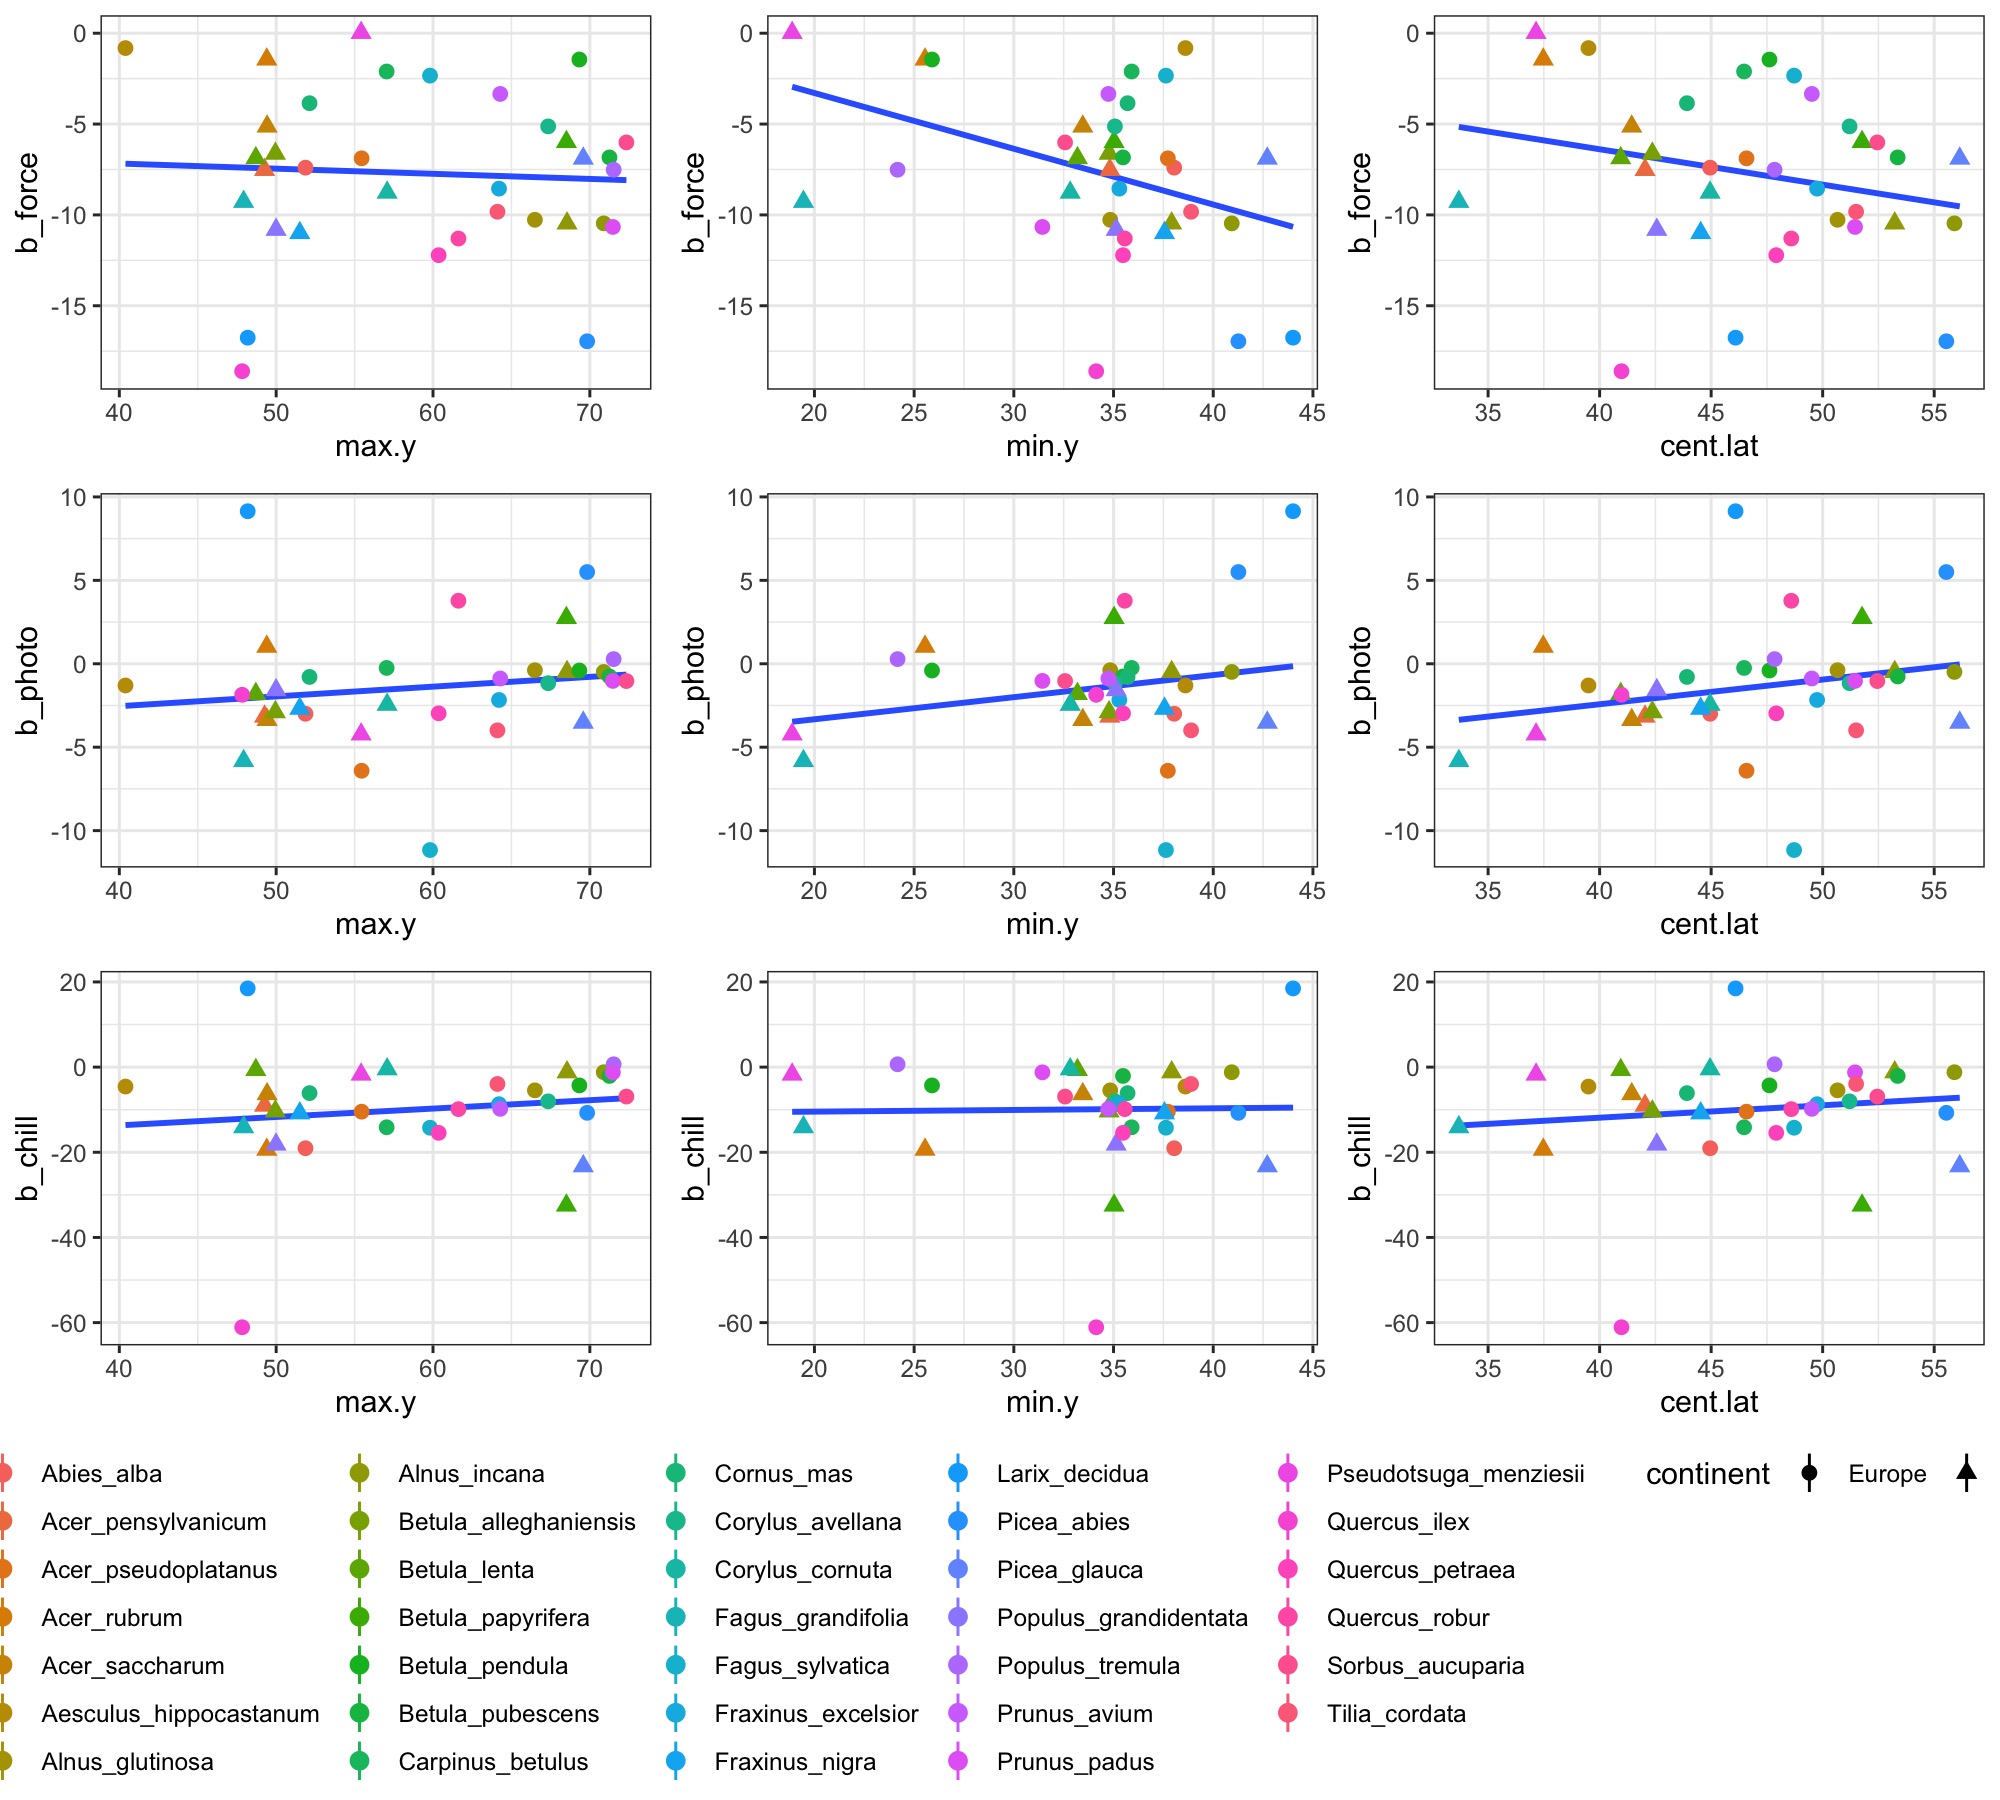 0
-5
-10
-15
b_force
40 50 60 70
max.y
0
-5
-10
-15
b_force
20 25 30 35 40 45
min.y
0
-5
-10
-15
b_force
35 40 45 50 55
cent.lat
10
5
0
-5
-10
b_photo
40 50 60 70
max.y
10
5
0
-5
-10
b_photo
20 25 30 35 40 45
min.y
10
5
0
-5
-10
b_photo
35 40 45 50 55
cent.lat
20
0
-20
-40
-60
b_chill
40 50 60 70
max.y
20
0
-20
-40
-60
b_chill
20 25 30 35 40 45
min.y
20
0
-20
-40
-60
b_chill
35 40 45 50 55
cent.lat
Abies_alba Alnus_incana Cornus_mas Larix_decidua Pseudotsuga_menziesii continent Europe
Acer_pensylvanicum Betula_alleghaniensis Corylus_avellana Picea_abies Quercus_ilex
Acer_pseudoplatanus Betula_lenta Corylus_cornuta Picea_glauca Quercus_petraea
Acer_rubrum Betula_papyrifera Fagus_grandifolia Populus_grandidentata Quercus_robur
Acer_saccharum Betula_pendula Fagus_sylvatica Populus_tremula Sorbus_aucuparia
Aesculus_hippocastanum Betula_pubescens Fraxinus_excelsior Prunus_avium Tilia_cordata
Alnus_glutinosa Carpinus_betulus Fraxinus_nigra Prunus_padus